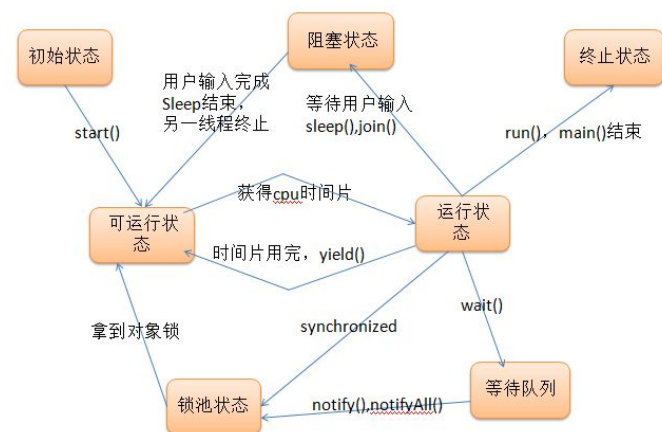 初始状态
阻塞状态
终止状态
用户输入完成
Sleep结束，
另一线程终止
等待用户输入
sleep(),join()
start()
run()，main()结束
获得cpu时间片
可运行状
态
运行状
态
时间片用完，yield()
synchronized
wait()
拿到对象锁
锁池状态
notify(),notifyAll()
等待队列